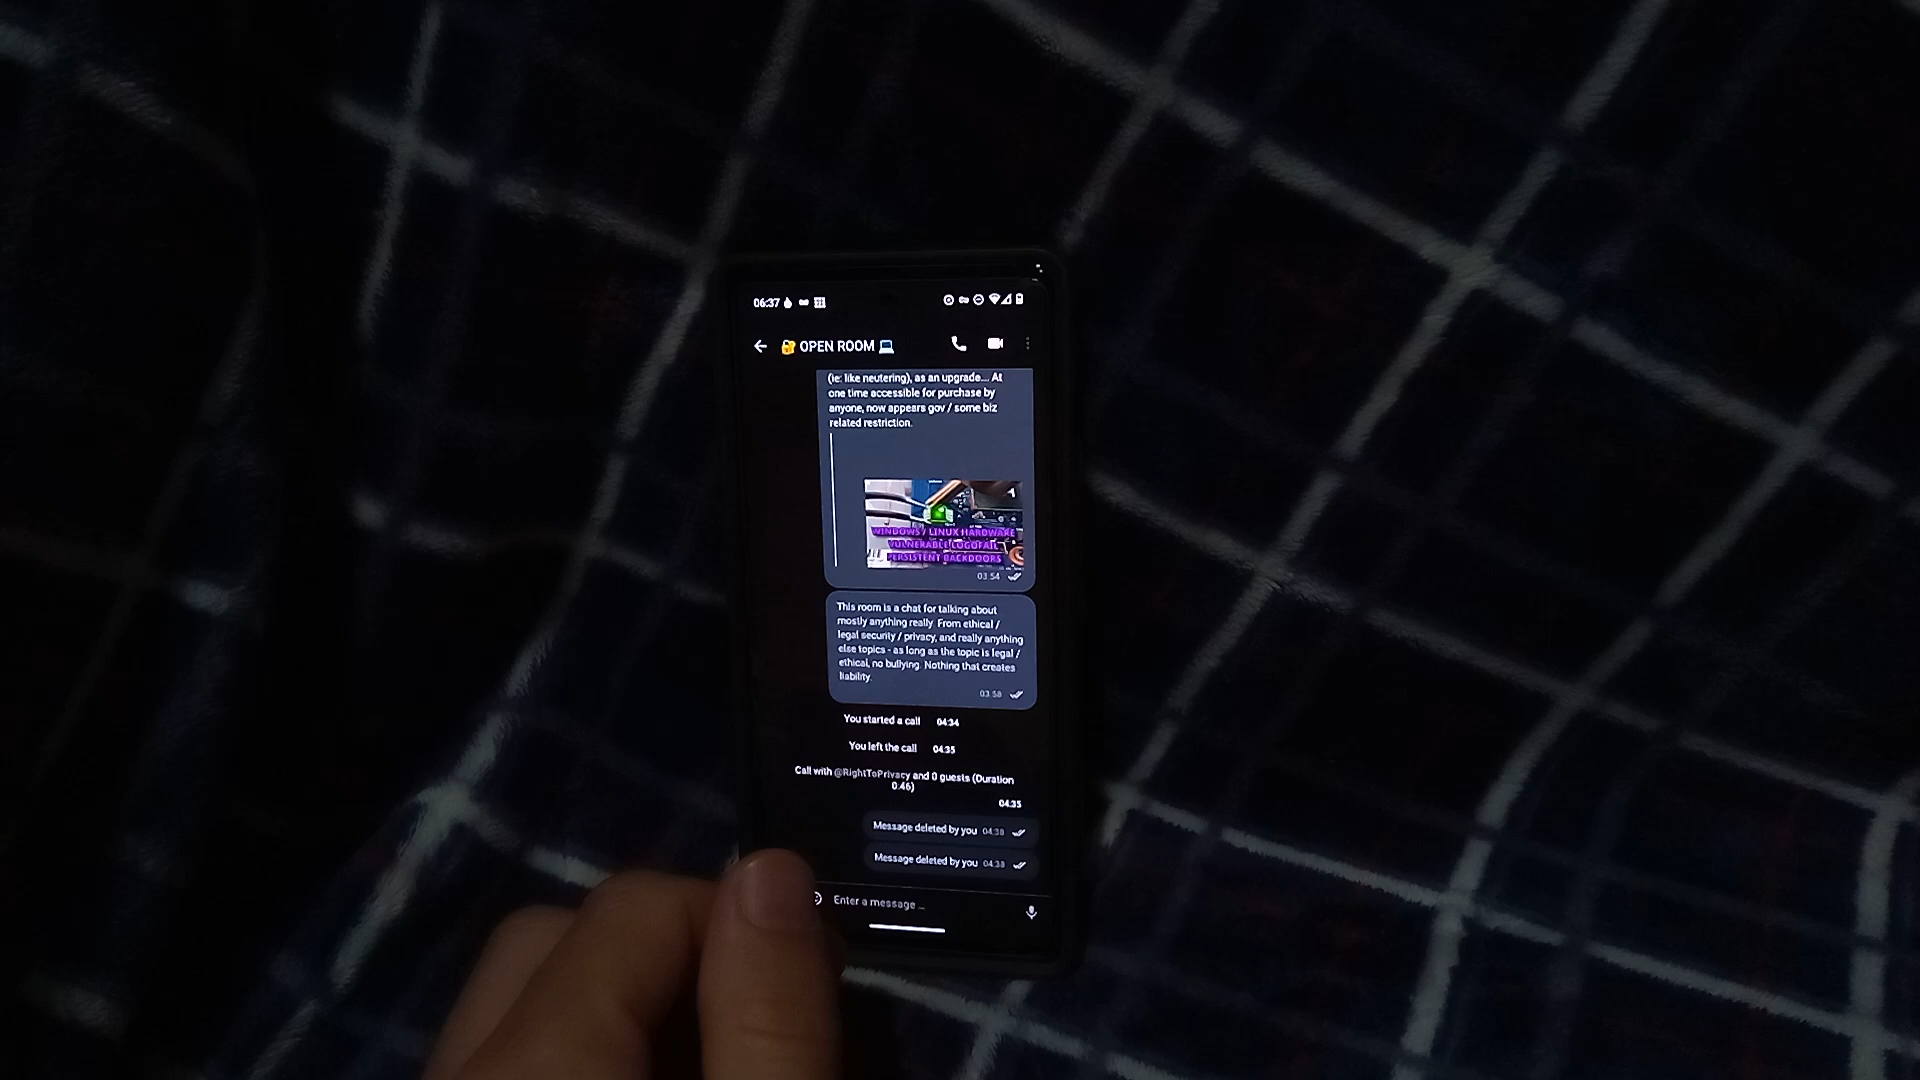 06:37
🔐 OPEN ROOM 💻
(ie: like neutering), as an upgrade... At
one time accessible for purchase by
anyone, now appears gov / some biz
related restriction.
WINDOWS / LINUX HARDWARE
VULNERABLE LOGOFAIL
PERSISTENT BACKDOORS
03:54
This room is a chat for talking about
mostly anything really. From ethical /
legal security / privacy, and really anything
else topics - as long as the topic is legal /
ethical, no bullying. Nothing that creates
liability.
03:58
You started a call 04:34
You left the call 04:35
Call with @RightToPrivacy and 0 guests (Duration
0:46)
04:35
Message deleted by you 04:38
Message deleted by you 04:38
Enter a message ...